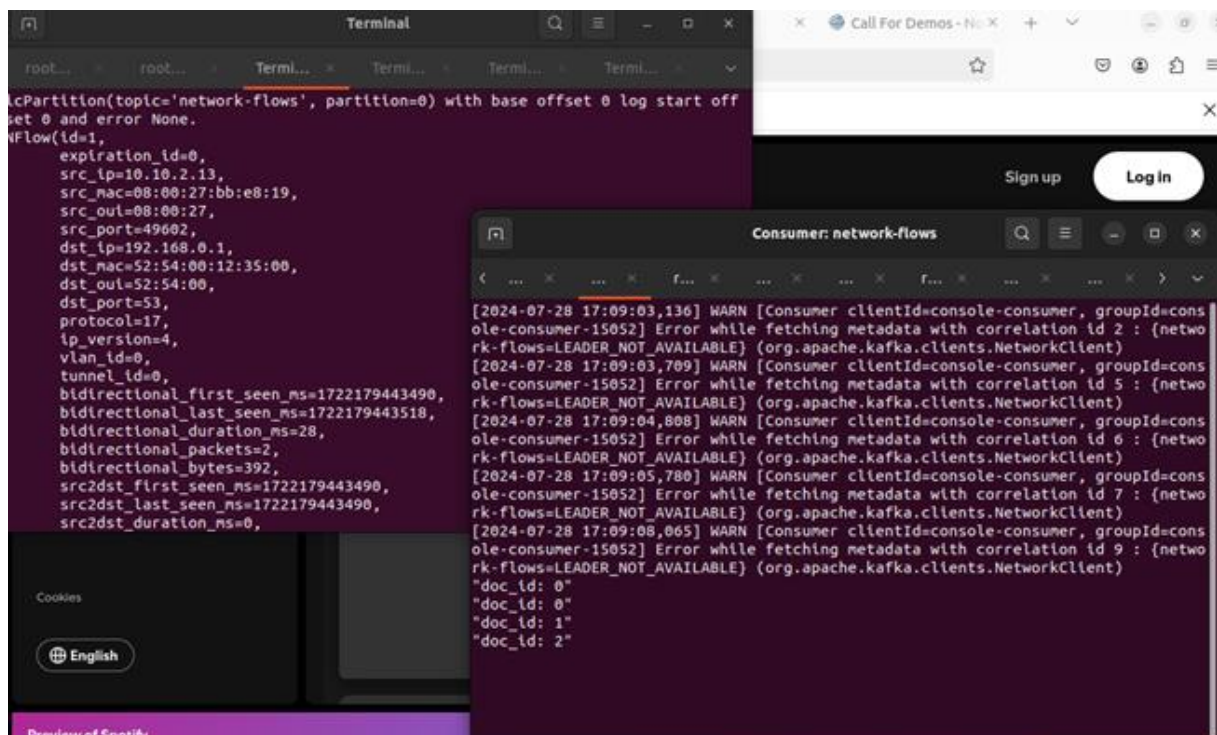 Terminal
Call For Demos - Ne
root...
root...
Termi...
Termi...
Termi...
Termi...
icPartition(topic='network-flows', partition=0) with base offset 0 log start off
set 0 and error None.
NFlow(id=1,
expiration_id=0,
src_ip=10.10.2.13,
src_mac=08:00:27:bb:e8:19,
src_oui=08:00:27,
src_port=49602,
dst_ip=192.168.0.1,
dst_mac=52:54:00:12:35:00,
dst_oui=52:54:00,
dst_port=53,
protocol=17,
ip_version=4,
vlan_id=0,
tunnel_id=0,
bidirectional_first_seen_ms=1722179443490,
bidirectional_last_seen_ms=1722179443518,
bidirectional_duration_ms=28,
bidirectional_packets=2,
bidirectional_bytes=392,
src2dst_first_seen_ms=1722179443490,
src2dst_last_seen_ms=1722179443490,
src2dst_duration_ms=0,
Sign up
Log in
Consumer: network-flows
... ... r... ... ... r... ... ...
[2024-07-28 17:09:03,136] WARN [Consumer clientId=console-consumer, groupId=cons
ole-consumer-15052] Error while fetching metadata with correlation id 2 : {netwo
rk-flows=LEADER_NOT_AVAILABLE} (org.apache.kafka.clients.NetworkClient)
[2024-07-28 17:09:03,709] WARN [Consumer clientId=console-consumer, groupId=cons
ole-consumer-15052] Error while fetching metadata with correlation id 5 : {netwo
rk-flows=LEADER_NOT_AVAILABLE} (org.apache.kafka.clients.NetworkClient)
[2024-07-28 17:09:04,808] WARN [Consumer clientId=console-consumer, groupId=cons
ole-consumer-15052] Error while fetching metadata with correlation id 6 : {netwo
rk-flows=LEADER_NOT_AVAILABLE} (org.apache.kafka.clients.NetworkClient)
[2024-07-28 17:09:05,780] WARN [Consumer clientId=console-consumer, groupId=cons
ole-consumer-15052] Error while fetching metadata with correlation id 7 : {netwo
rk-flows=LEADER_NOT_AVAILABLE} (org.apache.kafka.clients.NetworkClient)
[2024-07-28 17:09:08,065] WARN [Consumer clientId=console-consumer, groupId=cons
ole-consumer-15052] Error while fetching metadata with correlation id 9 : {netwo
rk-flows=LEADER_NOT_AVAILABLE} (org.apache.kafka.clients.NetworkClient)
"doc_id: 0"
"doc_id: 0"
"doc_id: 1"
"doc_id: 2"
Cookies
English
Preview of Spotify